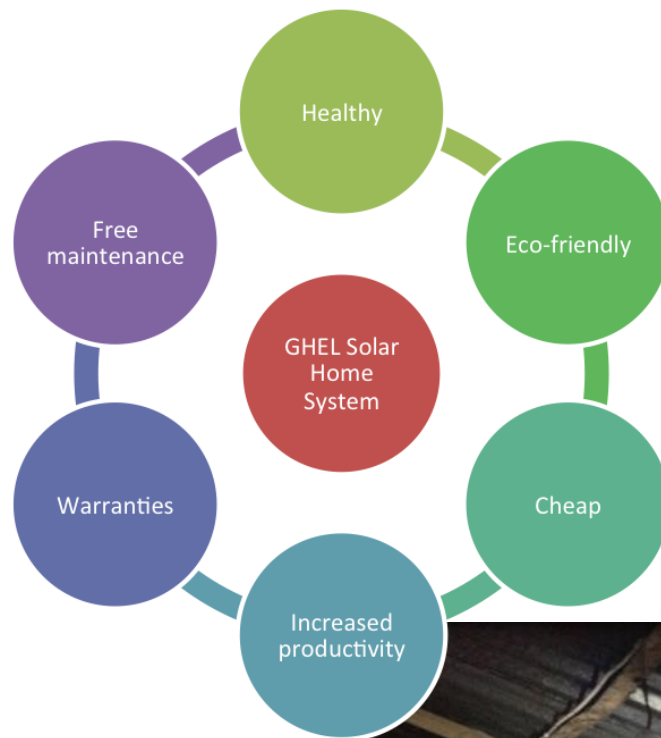 Healthy
Free
maintenance
Eco-friendly
GHEL Solar
Home
System
Warranties
Cheap
Increased
productivity